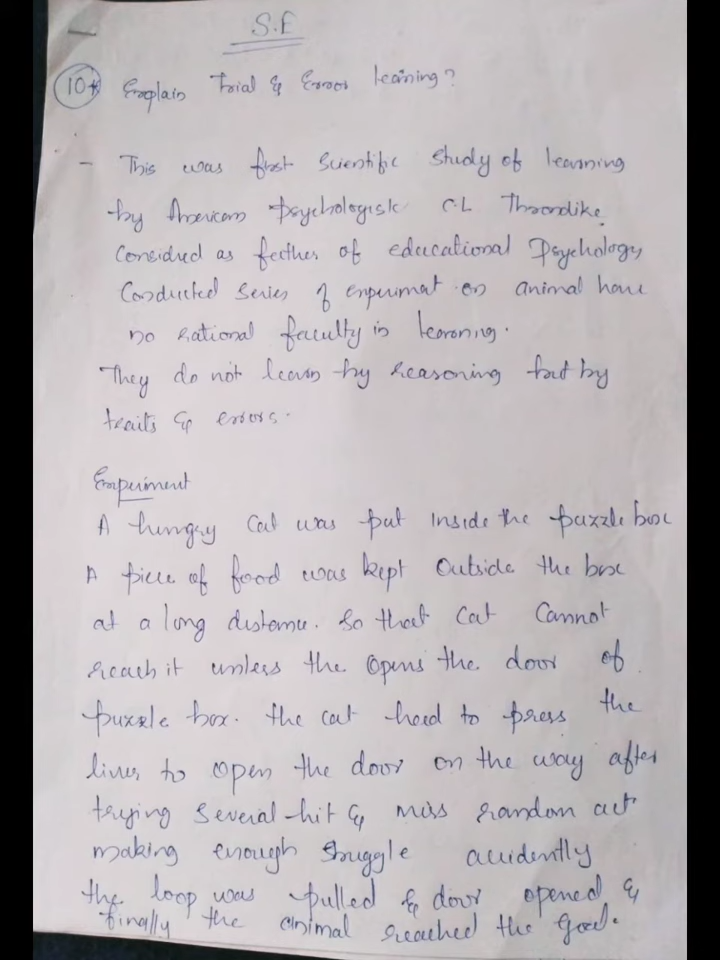 S.E
10 Explain Trial & Error learning?
- This was first Scientific Study of learning
by American Psychologist C.L Throndike.
Considred as feather of educational Psychology
Conducted Series of experimat on animal have
no rational faculty in learning.
They do not learn by reasoning but by
traits & errors.
Experiment
A hungry Cat was put inside the puzzle box
A piece of food was kept Outside the box
at a long distance. So that Cat Cannot
reach it unless the Opens the door of
puzzle box. the cat had to press the
liver to open the door on the way after
trying Several hit & miss random act
making enough Struggle accidently
the loop was pulled & door opened &
finally the animal reached the goal.